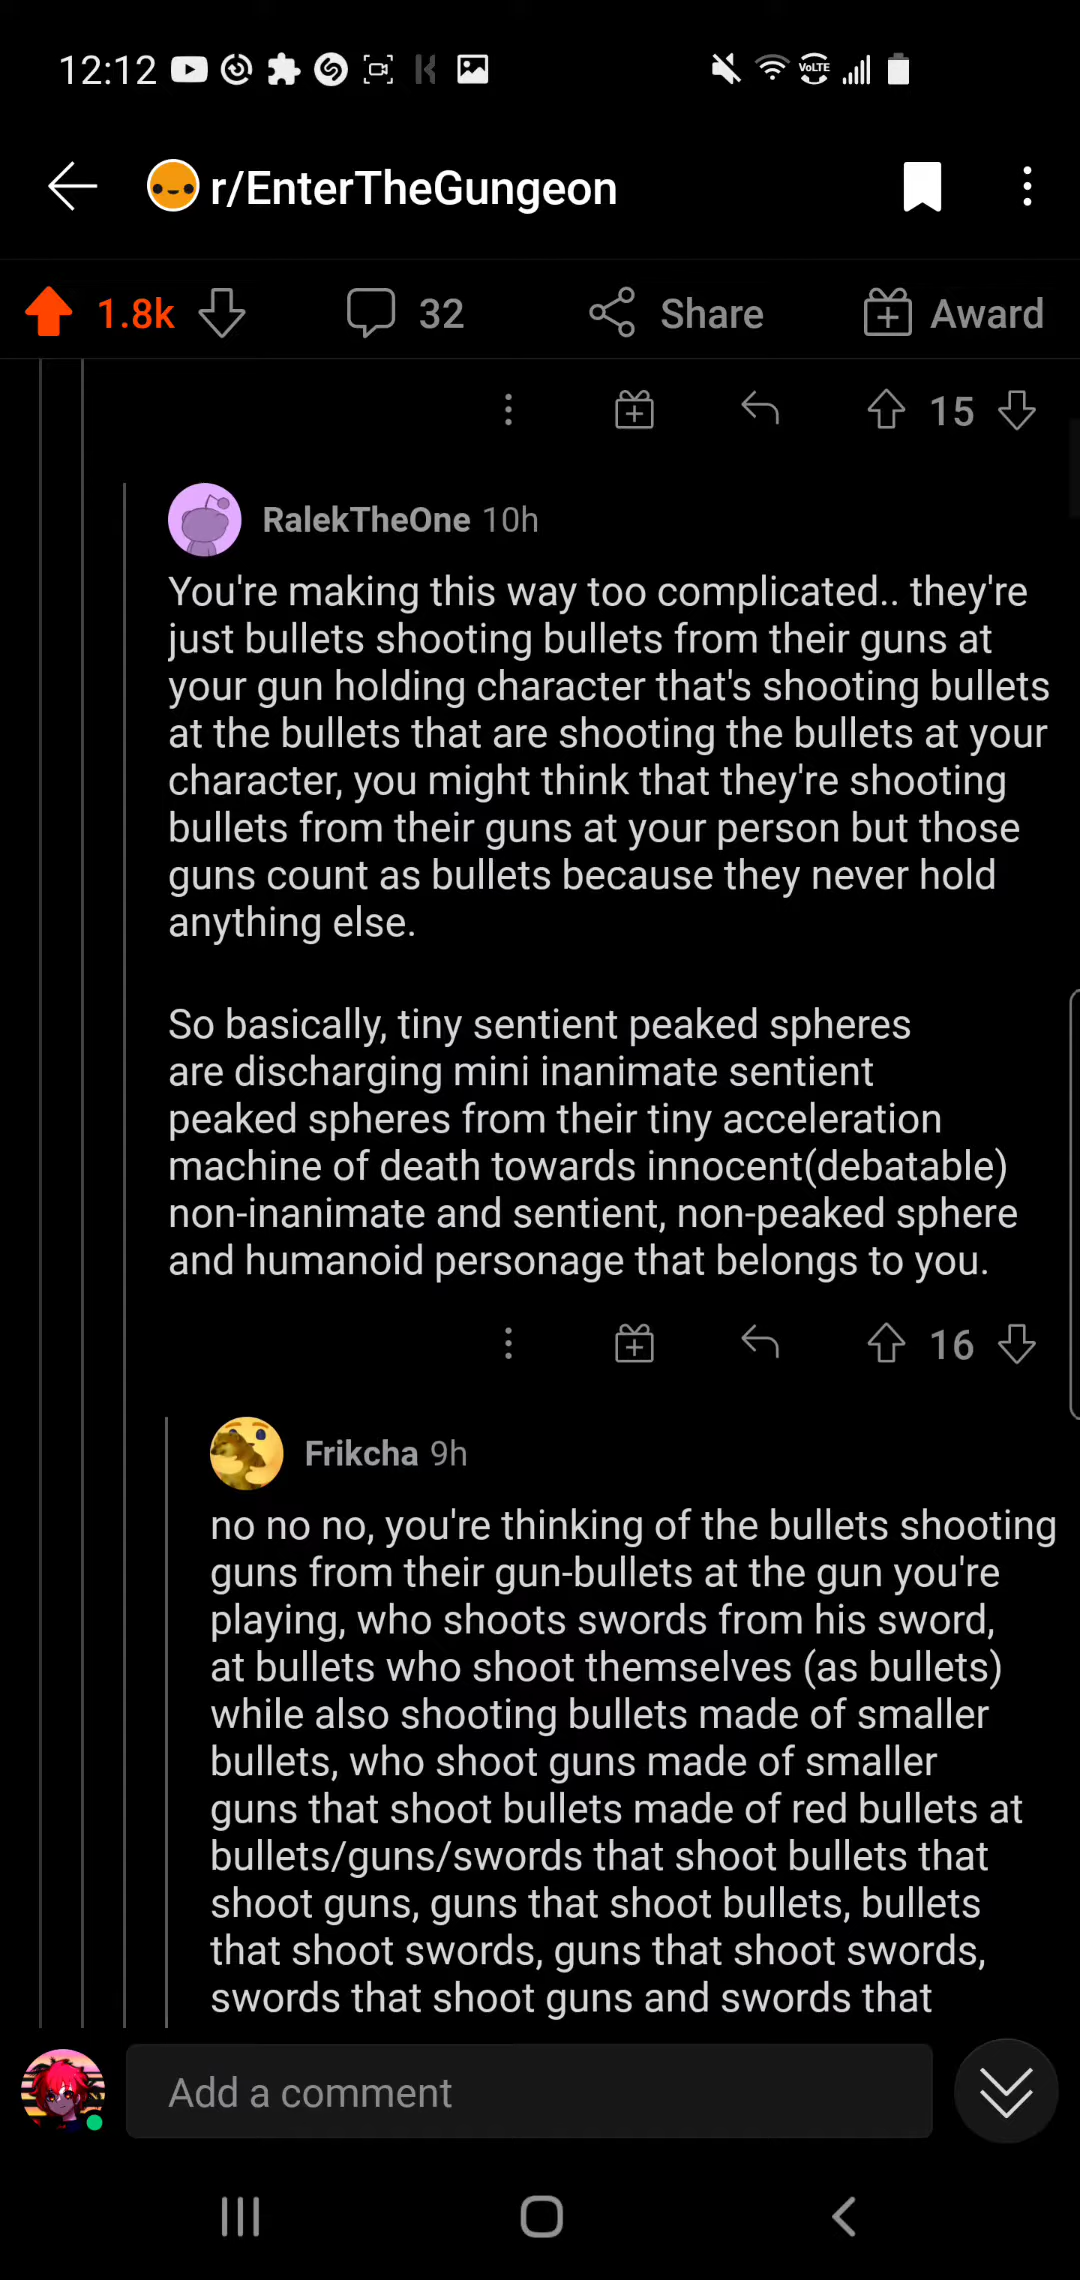 12:12
VoLTE
r/EnterTheGungeon
1.8k
32
Share
Award
15
RalekTheOne 10h
You're making this way too complicated.. they're
just bullets shooting bullets from their guns at
your gun holding character that's shooting bullets
at the bullets that are shooting the bullets at your
character, you might think that they're shooting
bullets from their guns at your person but those
guns count as bullets because they never hold
anything else.
So basically, tiny sentient peaked spheres
are discharging mini inanimate sentient
peaked spheres from their tiny acceleration
machine of death towards innocent(debatable)
non-inanimate and sentient, non-peaked sphere
and humanoid personage that belongs to you.
16
Frikcha 9h
no no no, you're thinking of the bullets shooting
guns from their gun-bullets at the gun you're
playing, who shoots swords from his sword,
at bullets who shoot themselves (as bullets)
while also shooting bullets made of smaller
bullets, who shoot guns made of smaller
guns that shoot bullets made of red bullets at
bullets/guns/swords that shoot bullets that
shoot guns, guns that shoot bullets, bullets
that shoot swords, guns that shoot swords,
swords that shoot guns and swords that
Add a comment